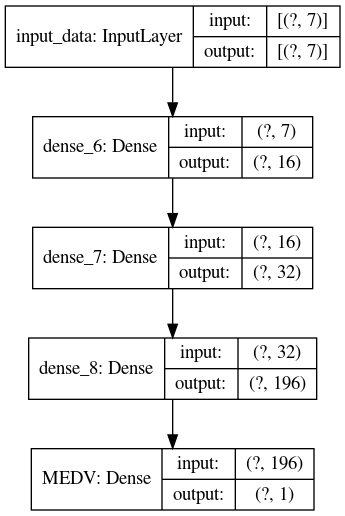 input_data: InputLayer
input: [(?, 7)]
output: [(?, 7)]
dense_6: Dense
input: (?, 7)
output: (?, 16)
dense_7: Dense
input: (?, 16)
output: (?, 32)
dense_8: Dense
input: (?, 32)
output: (?, 196)
MEDV: Dense
input: (?, 196)
output: (?, 1)